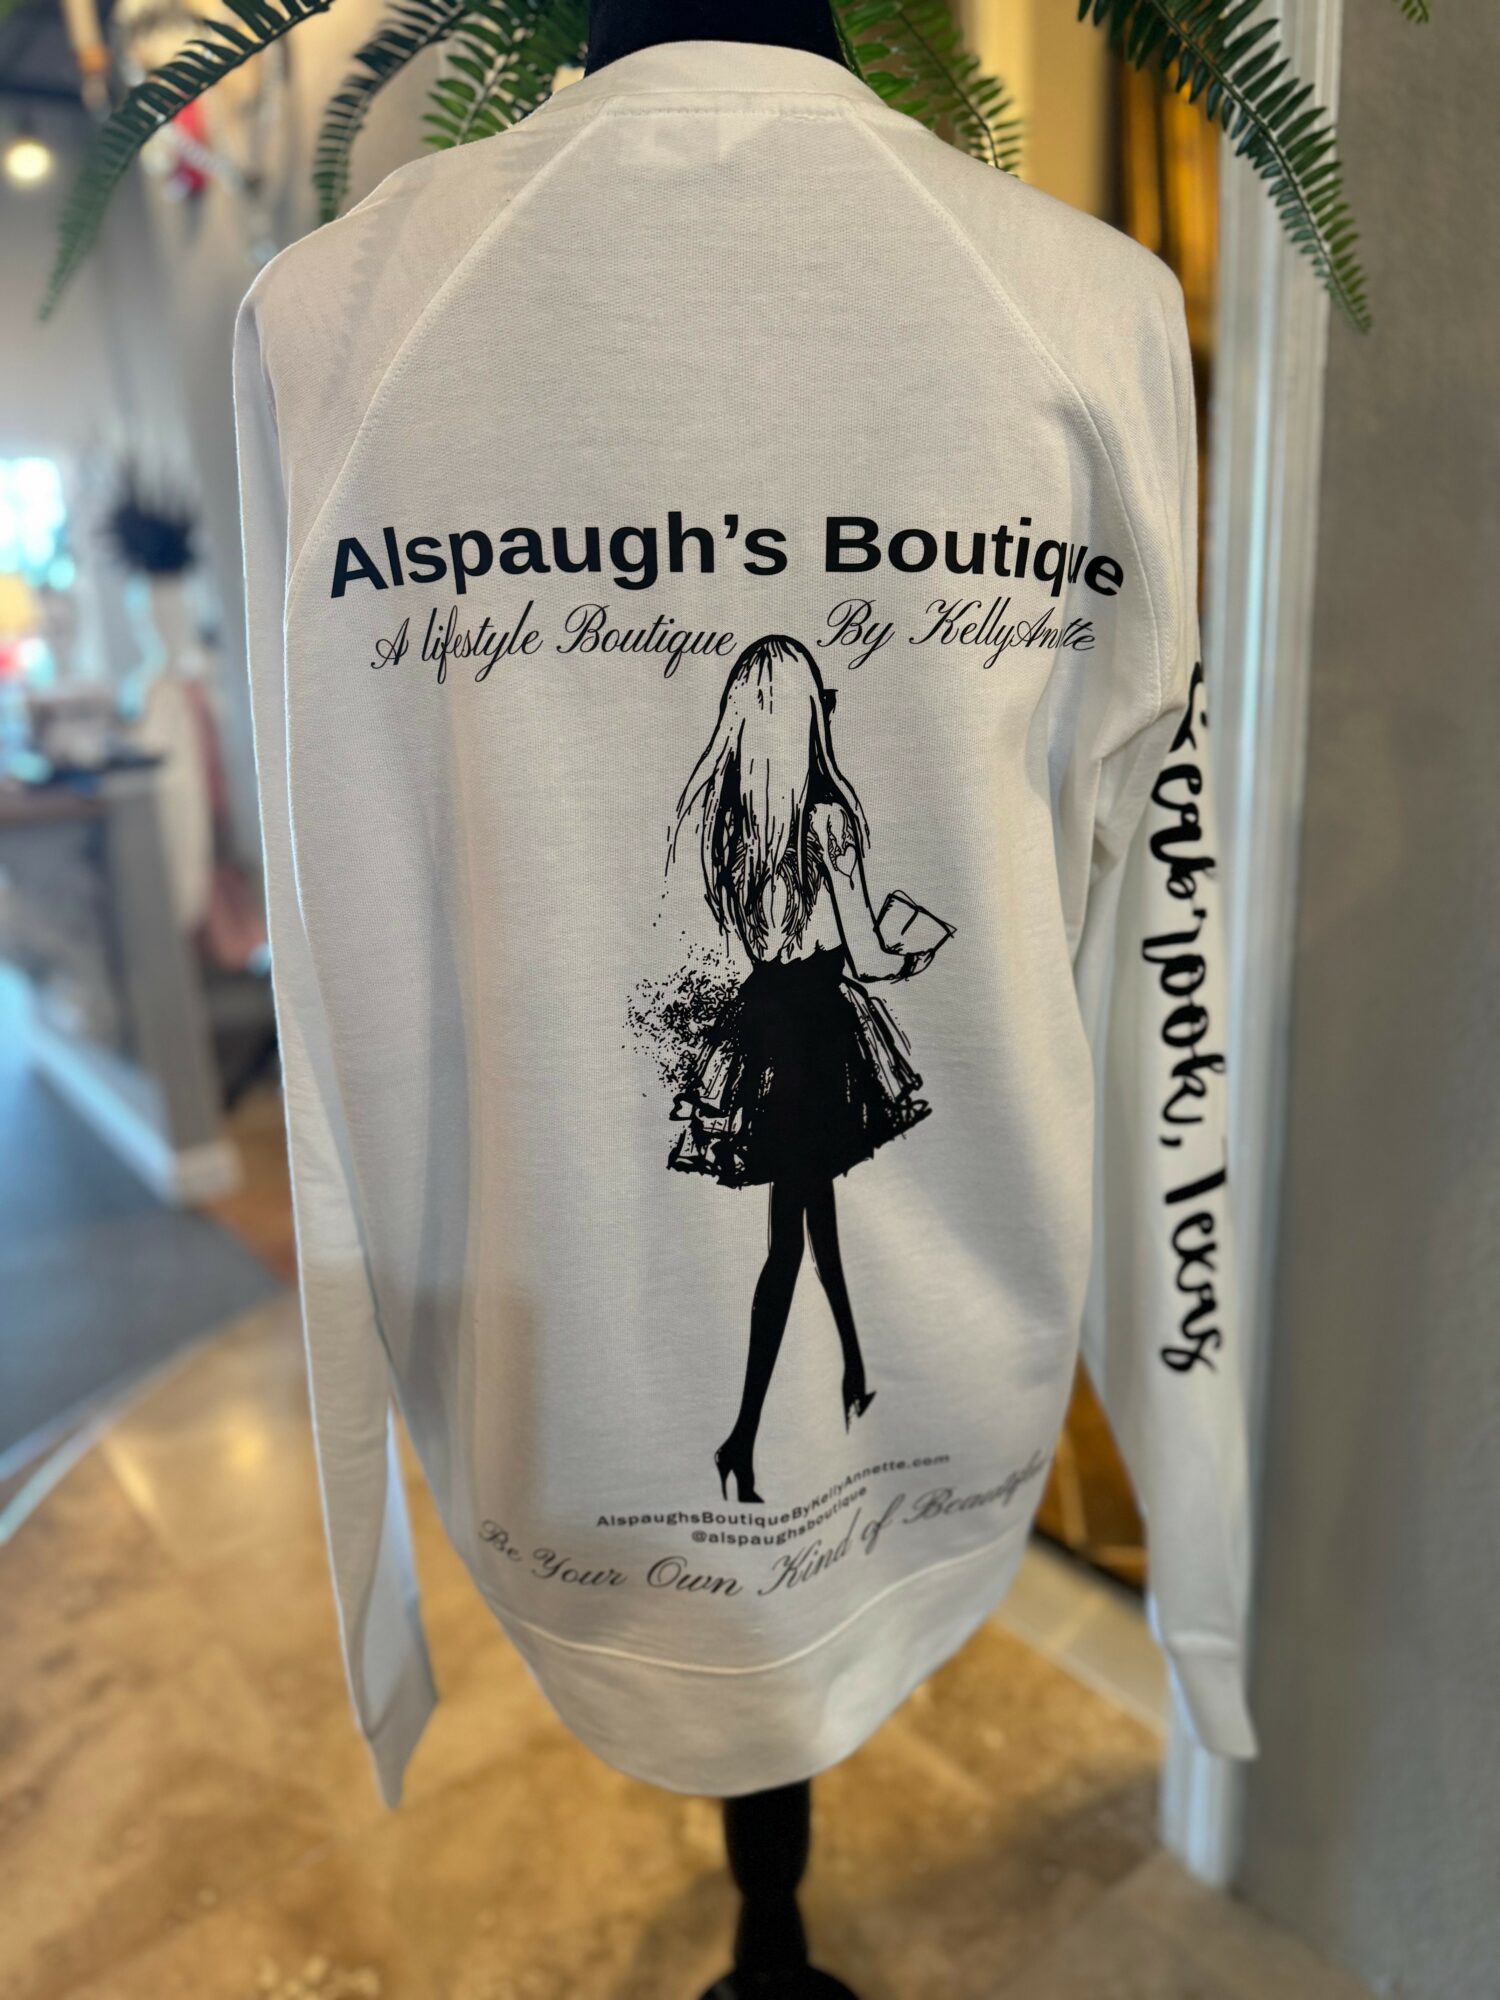 Alspaugh's Boutique
A lifestyle Boutique By KellyAnnette
Seabrook, Texas
AlspaughsBoutiqueByKellyAnnette.com
@alspaughsboutique
Be Your Own Kind of Beautiful